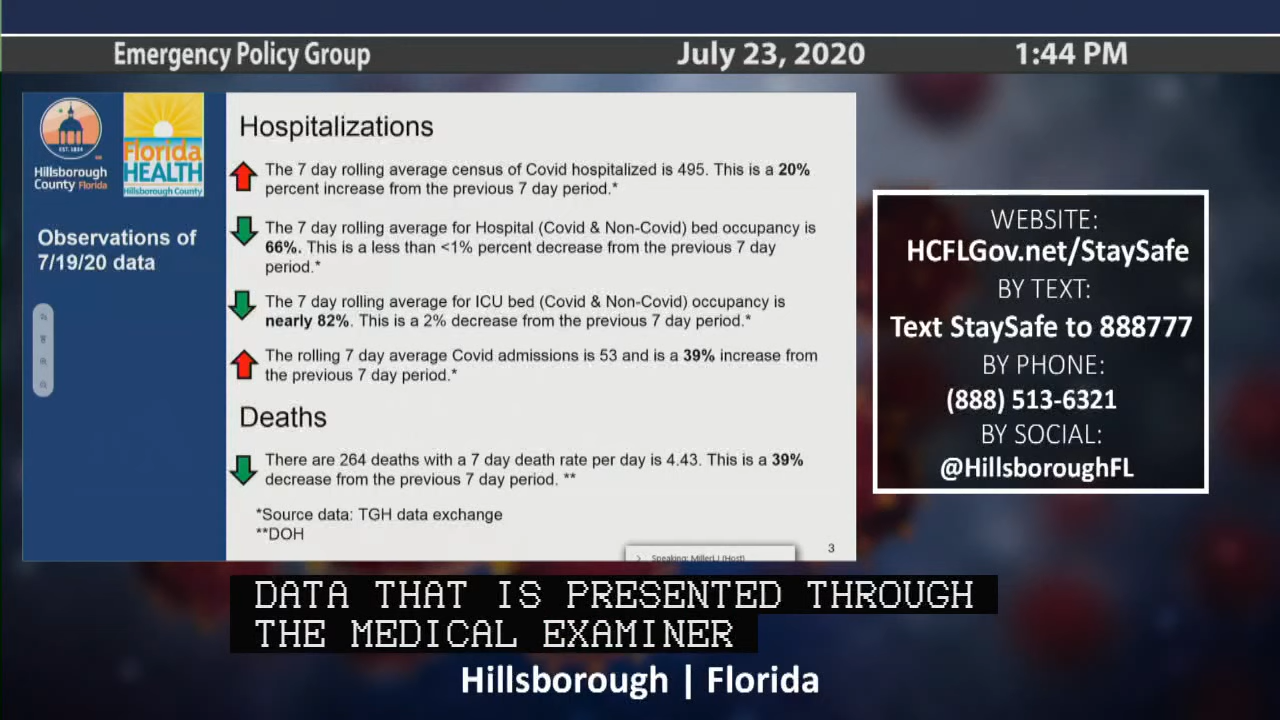 Emergency Policy Group
July 23, 2020
1:44 PM
EST. 1834
Hillsborough
County Florida
Florida
HEALTH
Hillsborough County
Observations of
7/19/20 data
Hospitalizations
The 7 day rolling average census of Covid hospitalized is 495. This is a 20%
percent increase from the previous 7 day period.*
The 7 day rolling average for Hospital (Covid & Non-Covid) bed occupancy is
66%. This is a less than <1% percent decrease from the previous 7 day
period.*
The 7 day rolling average for ICU bed (Covid & Non-Covid) occupancy is
nearly 82%. This is a 2% decrease from the previous 7 day period.*
The rolling 7 day average Covid admissions is 53 and is a 39% increase from
the previous 7 day period.*
Deaths
There are 264 deaths with a 7 day death rate per day is 4.43. This is a 39%
decrease from the previous 7 day period. **
*Source data: TGH data exchange
**DOH
Speaking: MillerLJ (Host)
3
WEBSITE:
HCFLGov.net/StaySafe
BY TEXT:
Text StaySafe to 888777
BY PHONE:
(888) 513-6321
BY SOCIAL:
@HillsboroughFL
DATA THAT IS PRESENTED THROUGH
THE MEDICAL EXAMINER
Hillsborough | Florida